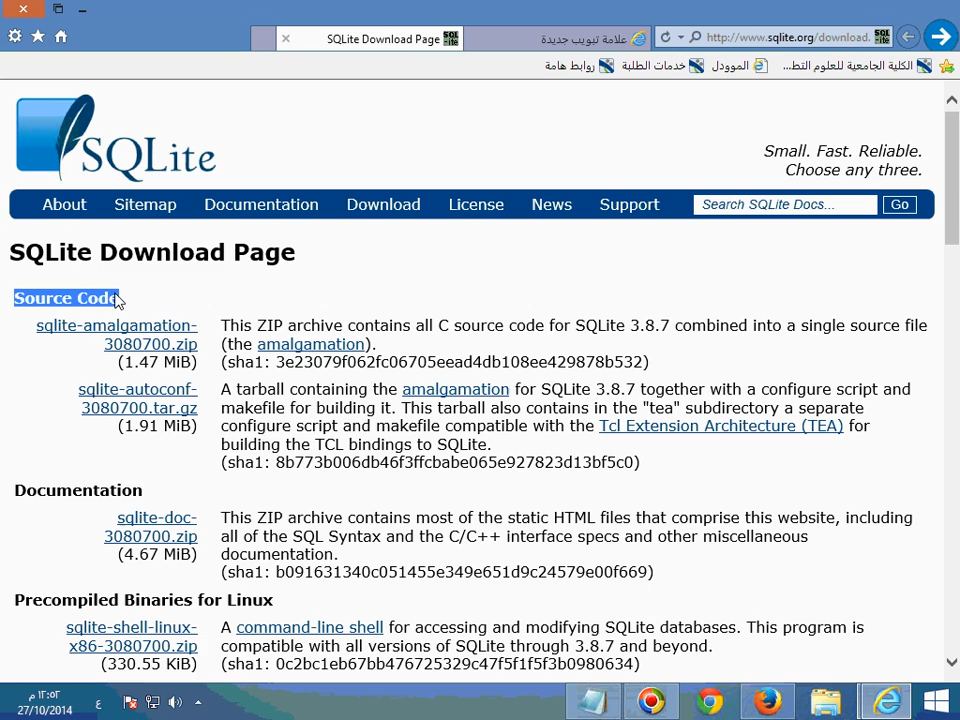 SQLite Download Page
علامة تبويب جديدة
http://www.sqlite.org/download.
روابط هامة
خدمات الطلبة
الموودل
الكلية الجامعية للعلوم التط...
SQLite
Small. Fast. Reliable.
Choose any three.
About Sitemap Documentation Download License News Support Search SQLite Docs... Go
SQLite Download Page
Source Code
sqlite-amalgamation-
3080700.zip
(1.47 MiB)
This ZIP archive contains all C source code for SQLite 3.8.7 combined into a single source file
(the amalgamation).
(sha1: 3e23079f062fc06705eead4db108ee429878b532)
sqlite-autoconf-
3080700.tar.gz
(1.91 MiB)
A tarball containing the amalgamation for SQLite 3.8.7 together with a configure script and
makefile for building it. This tarball also contains in the "tea" subdirectory a separate
configure script and makefile compatible with the Tcl Extension Architecture (TEA) for
building the TCL bindings to SQLite.
(sha1: 8b773b006db46f3ffcbabe065e927823d13bf5c0)
Documentation
sqlite-doc-
3080700.zip
(4.67 MiB)
This ZIP archive contains most of the static HTML files that comprise this website, including
all of the SQL Syntax and the C/C++ interface specs and other miscellaneous
documentation.
(sha1: b091631340c051455e349e651d9c24579e00f669)
Precompiled Binaries for Linux
sqlite-shell-linux-
x86-3080700.zip
(330.55 KiB)
A command-line shell for accessing and modifying SQLite databases. This program is
compatible with all versions of SQLite through 3.8.7 and beyond.
(sha1: 0c2bc1eb67bb476725329c47f5f1f5f3b0980634)
١٢:٥٢ م
27/10/2014
ع